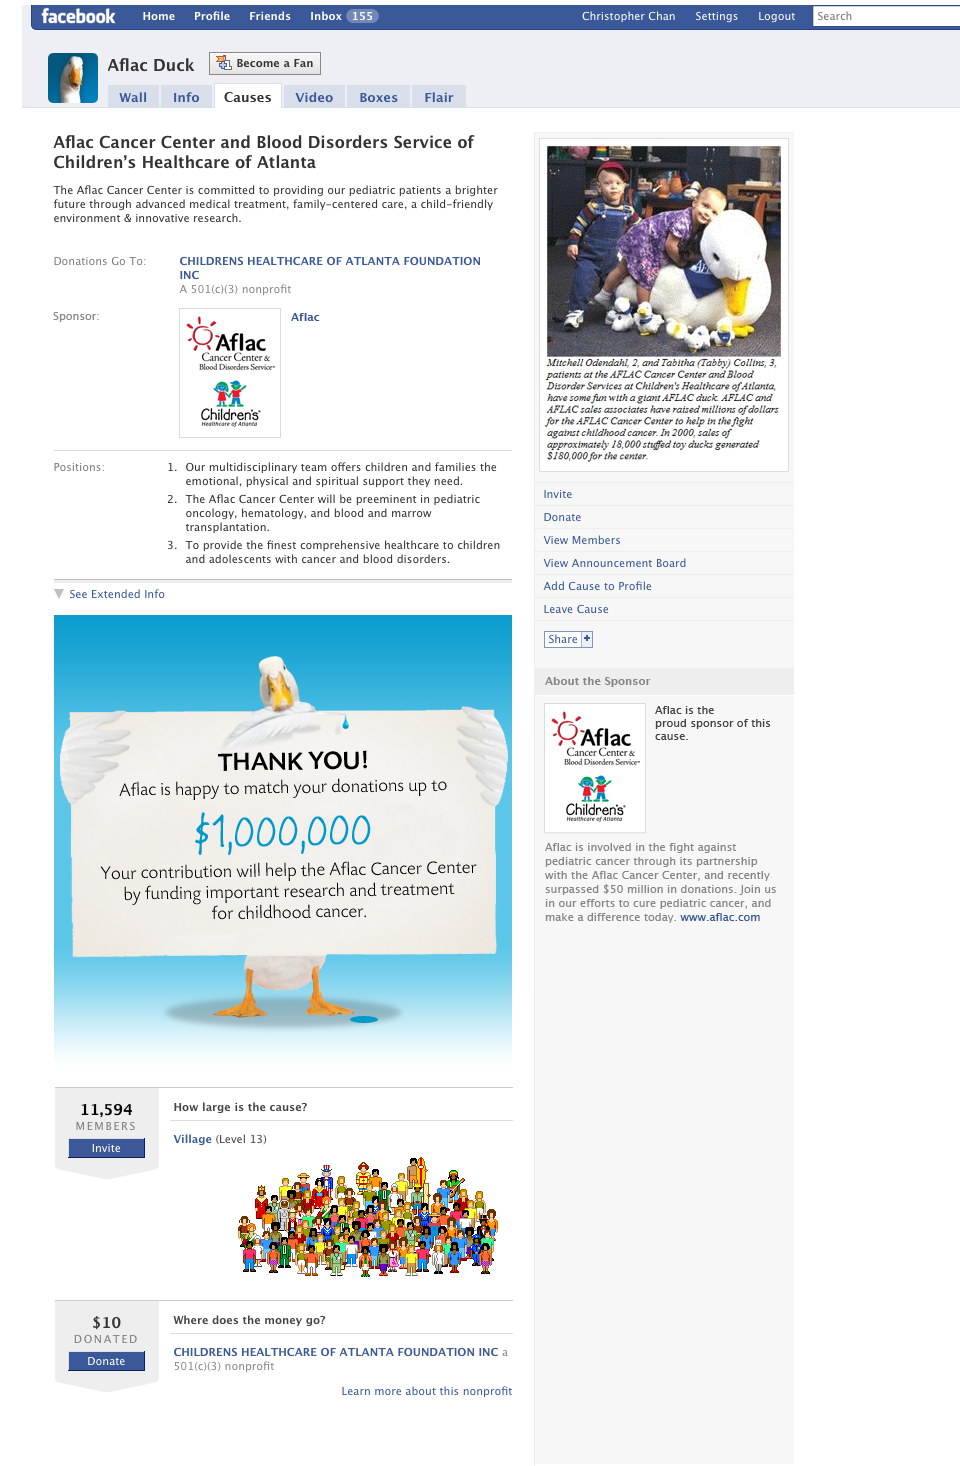 facebook Home Profile Friends Inbox 155 Christopher Chan Settings Logout Search
Aflac Duck Become a Fan
Wall Info Causes Video Boxes Flair
Aflac Cancer Center and Blood Disorders Service of
Children's Healthcare of Atlanta
The Aflac Cancer Center is committed to providing our pediatric patients a brighter
future through advanced medical treatment, family-centered care, a child-friendly
environment & innovative research.
Donations Go To: CHILDRENS HEALTHCARE OF ATLANTA FOUNDATION
INC
A 501(c)(3) nonprofit
Sponsor: Aflac
Aflac
Cancer Center &
Blood Disorders Service
Children's
Healthcare of Atlanta
Positions:
1. Our multidisciplinary team offers children and families the
emotional, physical and spiritual support they need.
2. The Aflac Cancer Center will be preeminent in pediatric
oncology, hematology, and blood and marrow
transplantation.
3. To provide the finest comprehensive healthcare to children
and adolescents with cancer and blood disorders.
See Extended Info
THANK YOU!
Aflac is happy to match your donations up to
$1,000,000
Your contribution will help the Aflac Cancer Center
by funding important research and treatment
for childhood cancer.
11,594
MEMBERS
Invite
How large is the cause?
Village (Level 13)
$10
DONATED
Donate
Where does the money go?
CHILDRENS HEALTHCARE OF ATLANTA FOUNDATION INC a
501(c)(3) nonprofit
Learn more about this nonprofit
Mitchell Odendahl, 2, and Tabitha (Tabby) Collins, 3,
patients at the AFLAC Cancer Center and Blood
Disorder Services at Children's Healthcare of Atlanta,
have some fun with a giant AFLAC duck. AFLAC and
AFLAC sales associates have raised millions of dollars
for the AFLAC Cancer Center to help in the fight
against childhood cancer. In 2000, sales of
approximately 18,000 stuffed toy ducks generated
$180,000 for the center.
Invite
Donate
View Members
View Announcement Board
Add Cause to Profile
Leave Cause
Share +
About the Sponsor
Aflac
Cancer Center &
Blood Disorders Service
Children's
Healthcare of Atlanta
Aflac is the
proud sponsor of this
cause.
Aflac is involved in the fight against
pediatric cancer through its partnership
with the Aflac Cancer Center, and recently
surpassed $50 million in donations. Join us
in our efforts to cure pediatric cancer, and
make a difference today. www.aflac.com